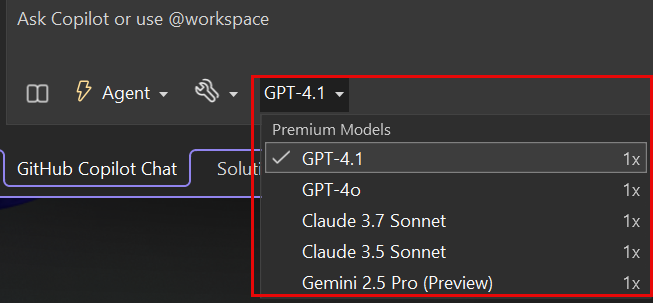 Ask Copilot or use @workspace
Agent
GPT-4.1
Premium Models
GPT-4.1 1x
GPT-4o 1x
Claude 3.7 Sonnet 1x
Claude 3.5 Sonnet 1x
Gemini 2.5 Pro (Preview) 1x
GitHub Copilot Chat
Soluti